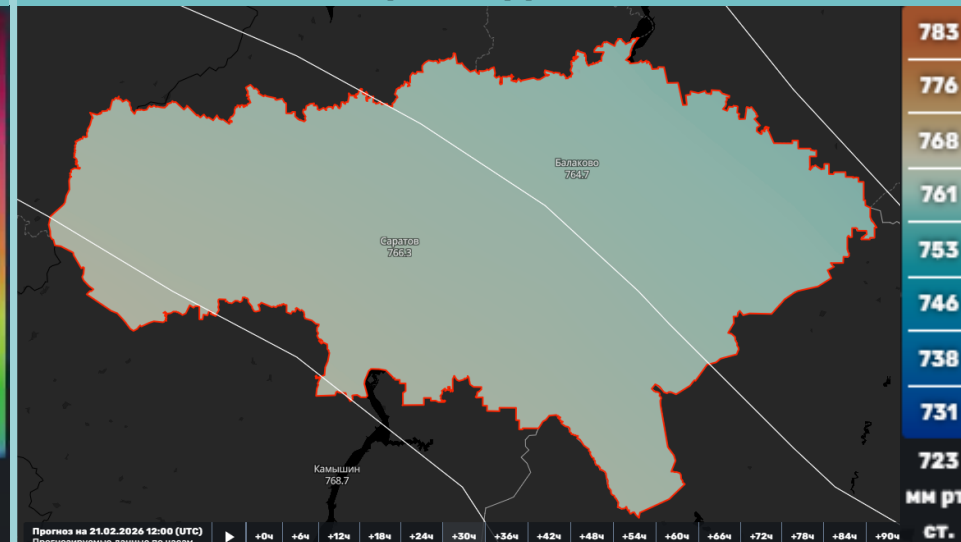 783
776
768
761
753
746
738
731
723
мм рт
ст.
Балаково
764.7
Саратов
766.3
Камышин
768.7
Прогноз на 21.02.2026 12:00 (UTC)
+0ч +6ч +12ч +18ч +24ч +30ч +36ч +42ч +48ч +54ч +60ч +66ч +72ч +78ч +84ч +90ч